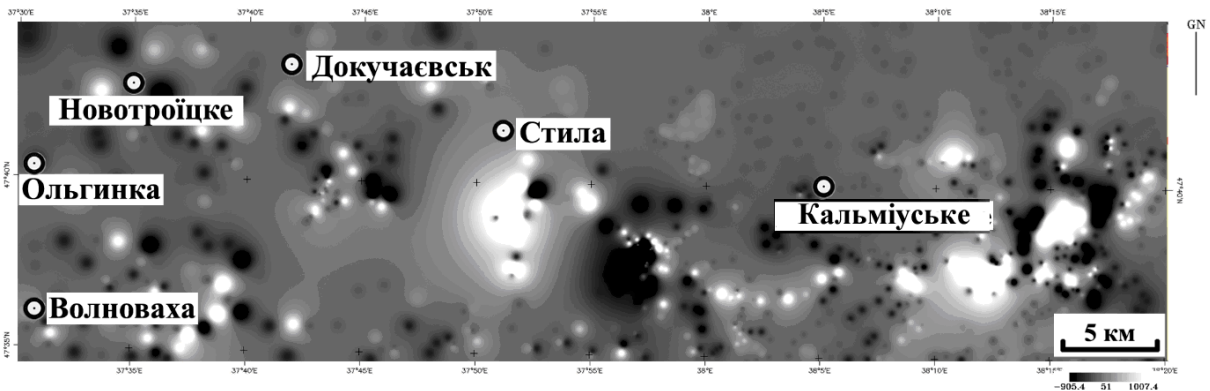 37°30'E 37°35'E 37°40'E 37°45'E 37°50'E 37°55'E 38°E 38°5'E 38°10'E 38°15'E
GN
Докучаєвськ
Новотроїцке
Стила
47°40'N
Ольгинка
47°40'N
Кальміуське
Волноваха
5 км
47°35'N
37°35'E 37°40'E 37°45'E 37°50'E 37°55'E 38°E 38°5'E 38°10'E 38°20'E
-905.4 51 1007.4